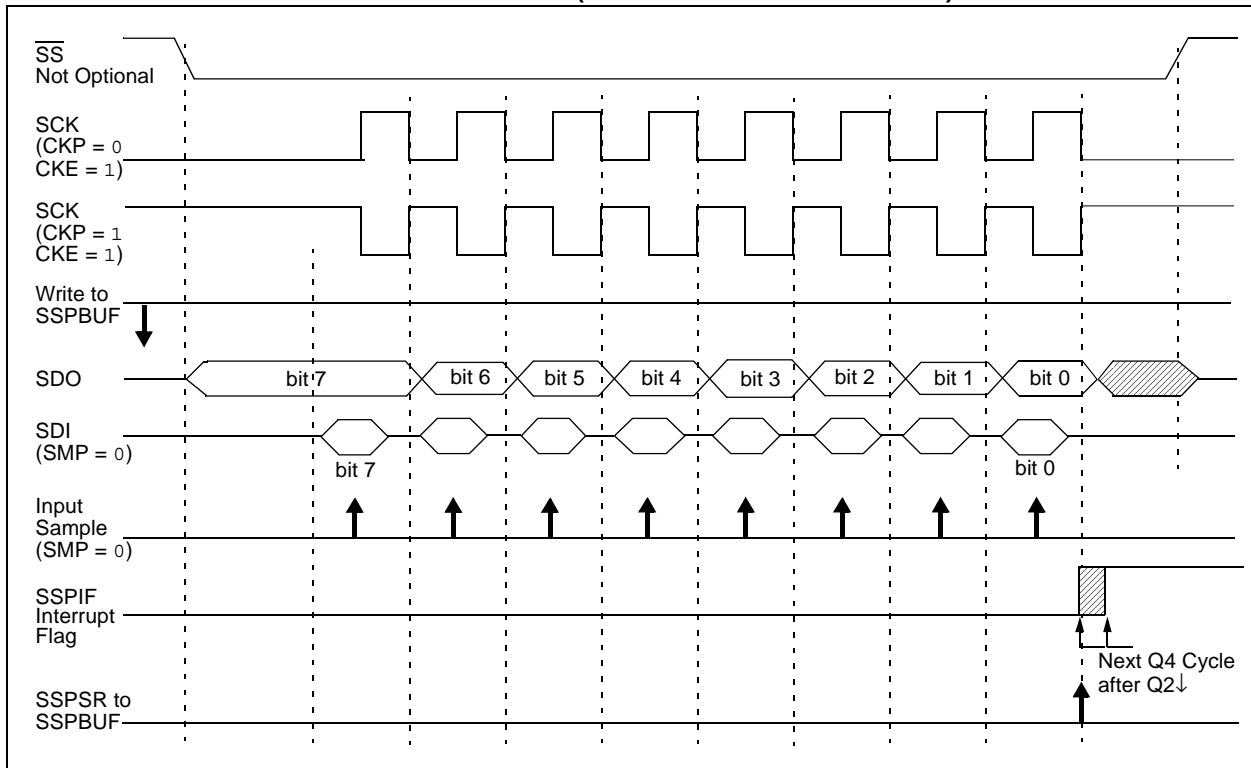 SS
Not Optional
SCK
(CKP = 0
CKE = 1)
SCK
(CKP = 1
CKE = 1)
Write to
SSPBUF
SDO
bit 7
bit 6
bit 5
bit 4
bit 3
bit 2
bit 1
bit 0
SDI
(SMP = 0)
bit 7
bit 0
Input
Sample
(SMP = 0)
SSPIF
Interrupt
Flag
Next Q4 Cycle
after Q2↓
SSPSR to
SSPBUF